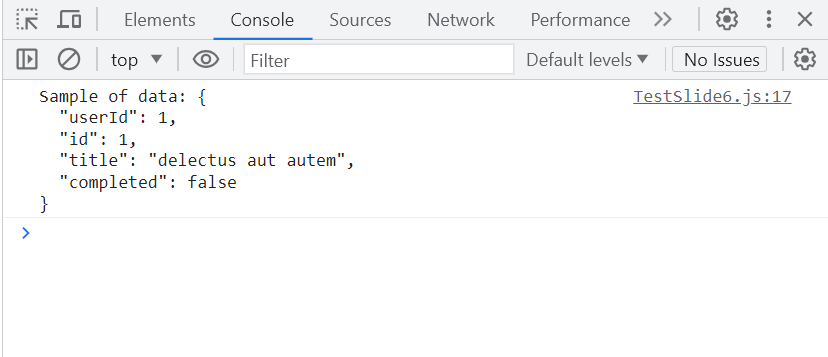 Elements Console Sources Network Performance
top Filter Default levels No Issues
Sample of data: { TestSlide6.js:17
  "userId": 1,
  "id": 1,
  "title": "delectus aut autem",
  "completed": false
}